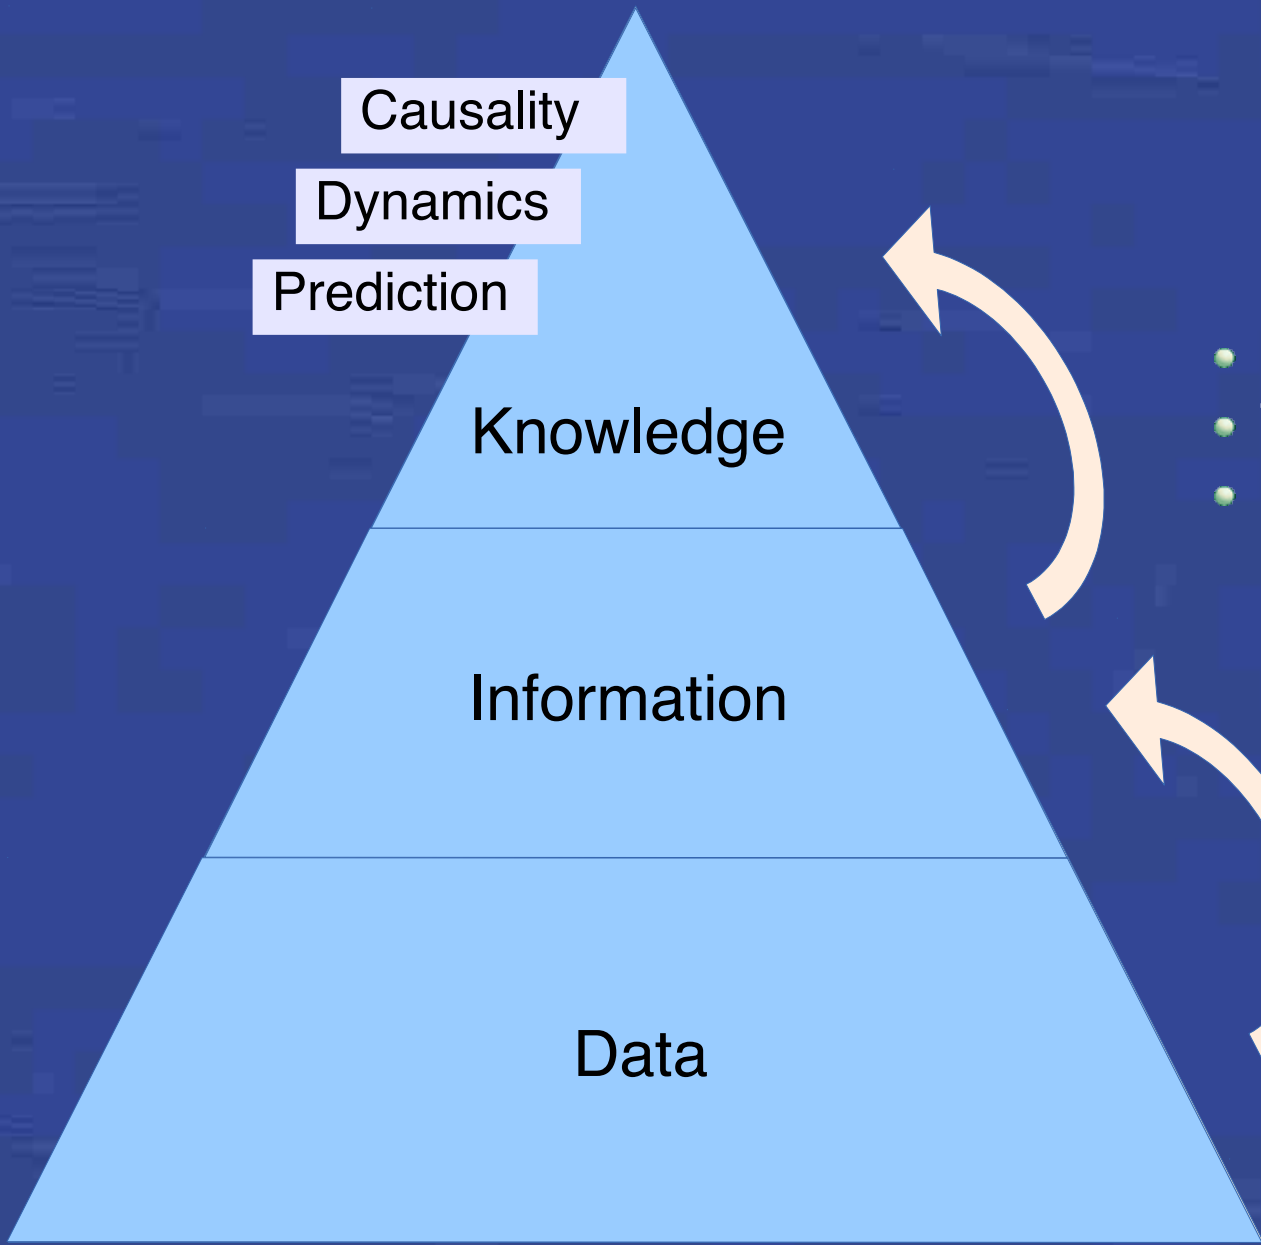 Causality
Dynamics
Prediction
Knowledge
Information
Data